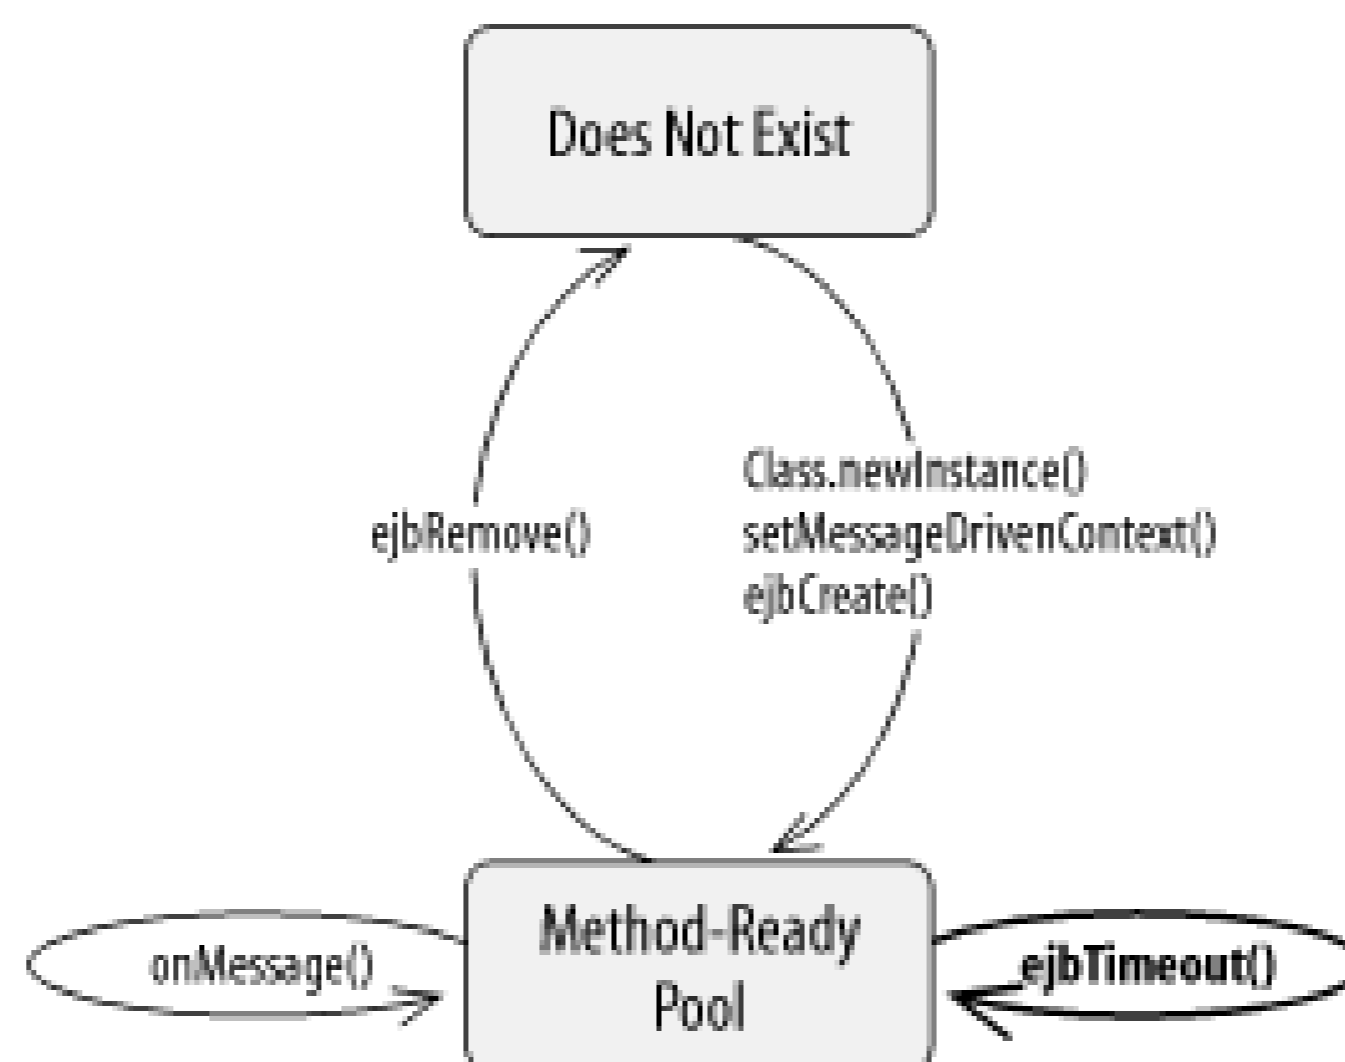 Does Not Exist
Class.newInstance()
ejbRemove()
setMessageDrivenContext()
ejbCreate()
Method-Ready
Pool
onMessage()
ejbTimeout()